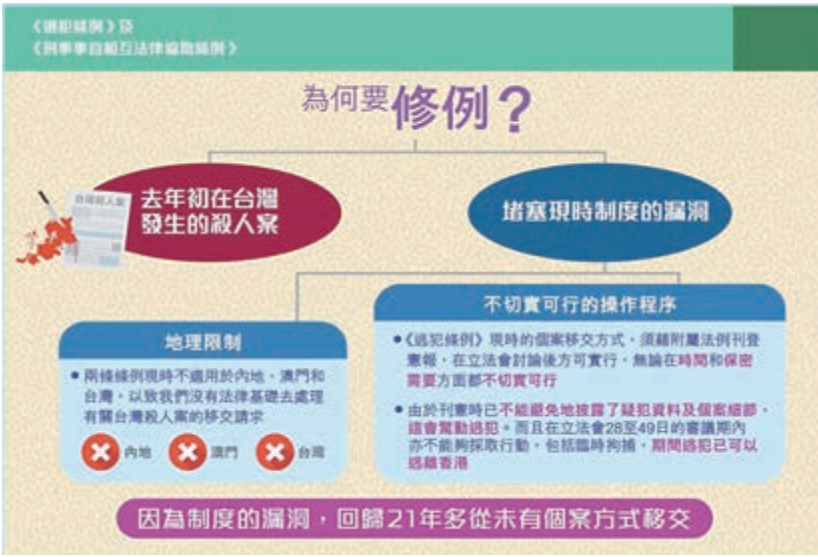 《逃犯條例》及
《刑事事宜相互法律協助條例》
為何要修例？
去年初在台灣
發生的殺人案
台灣殺人案
堵塞現時制度的漏洞
地理限制
• 兩條條例現時不適用於內地、澳門和
台灣，以致我們沒有法律基礎去處理
有關台灣殺人案的移交請求
內地 澳門 台灣
不切實可行的操作程序
•《逃犯條例》現時的個案移交方式，須藉附屬法例刊登
憲報，在立法會討論後方可實行，無論在時間和保密
需要方面都不切實可行
• 由於刊憲時已不能避免地披露了疑犯資料及個案細節，
這會驚動逃犯。而且在立法會28至49日的審議期內
亦不能夠採取行動，包括臨時拘捕，期間逃犯已可以
逃離香港
因為制度的漏洞，回歸21年多從未有個案方式移交